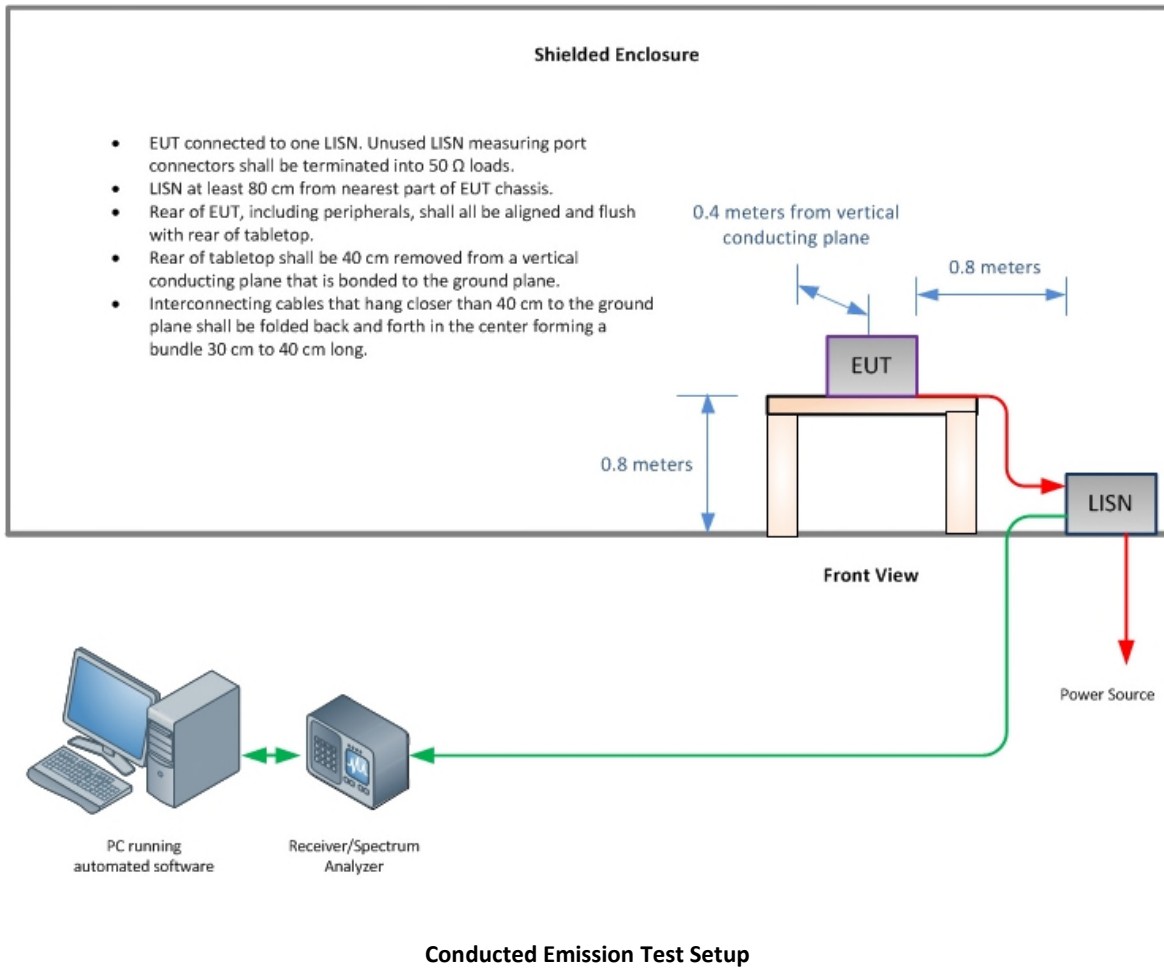 Shielded Enclosure
• EUT connected to one LISN. Unused LISN measuring port
connectors shall be terminated into 50 Ω loads.
• LISN at least 80 cm from nearest part of EUT chassis.
• Rear of EUT, including peripherals, shall all be aligned and flush
with rear of tabletop.
• Rear of tabletop shall be 40 cm removed from a vertical
conducting plane that is bonded to the ground plane.
• Interconnecting cables that hang closer than 40 cm to the ground
plane shall be folded back and forth in the center forming a
bundle 30 cm to 40 cm long.
0.4 meters from vertical
conducting plane
0.8 meters
EUT
0.8 meters
LISN
Front View
Power Source
PC running
automated software
Receiver/Spectrum
Analyzer
Conducted Emission Test Setup